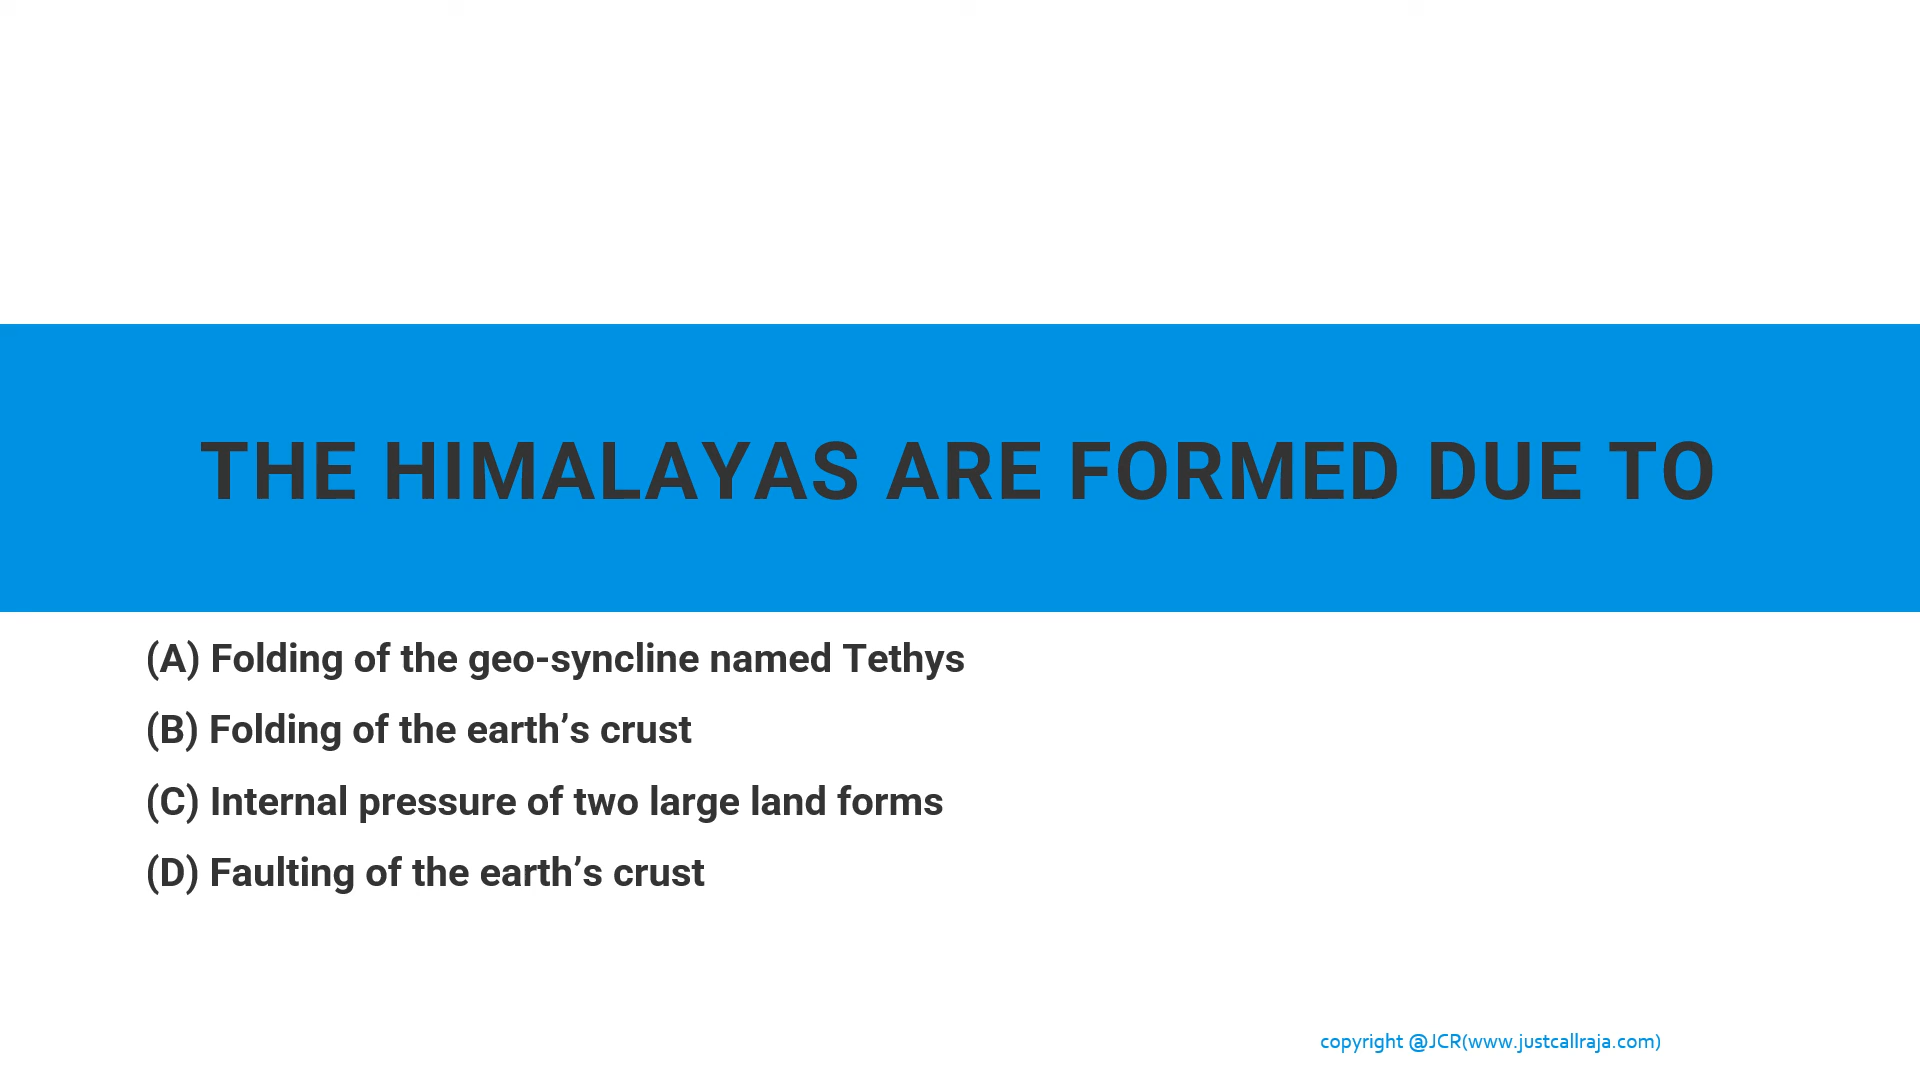 THE HIMALAYAS ARE FORMED DUE TO
(A) Folding of the geo-syncline named Tethys
(B) Folding of the earth’s crust
(C) Internal pressure of two large land forms
(D) Faulting of the earth’s crust
copyright @JCR(www.justcallraja.com)